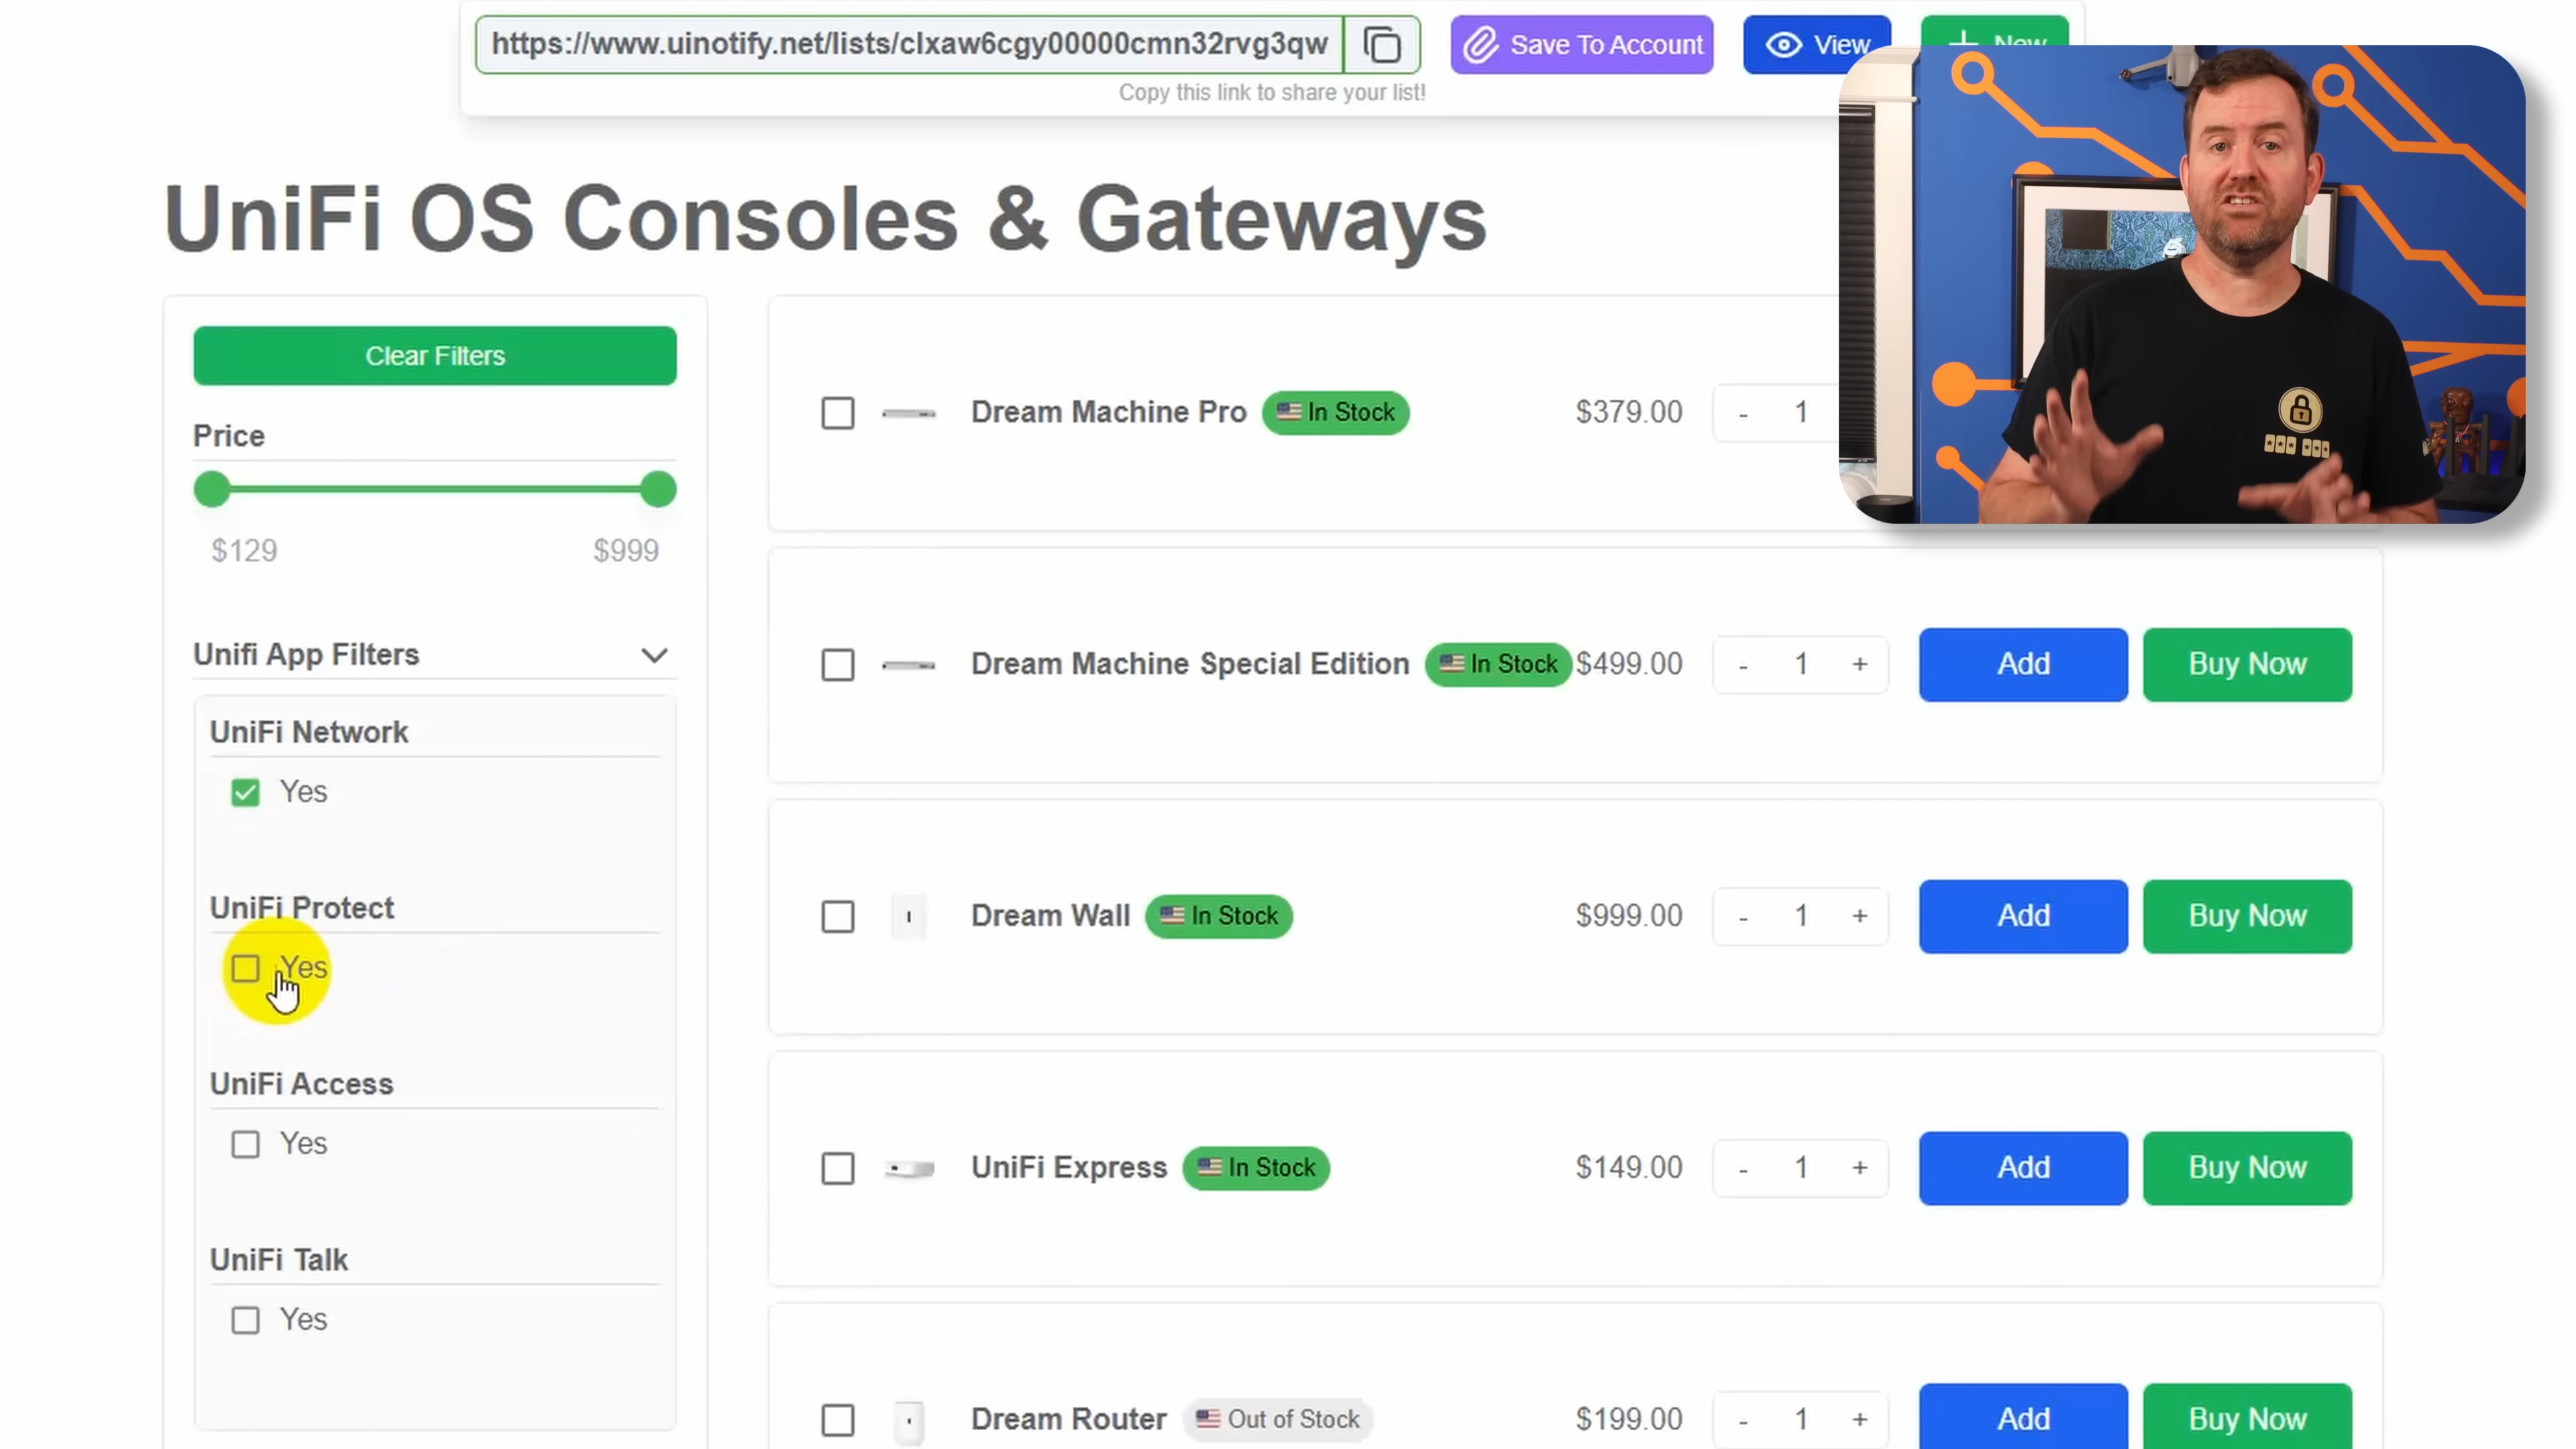 https://www.uinotify.net/lists/clxaw6cgy00000cmn32rvg3qw
Save To Account
View
New
Copy this link to share your list!
UniFi OS Consoles & Gateways
Clear Filters
Price
$129
$999
Unifi App Filters
UniFi Network
Yes
UniFi Protect
Yes
UniFi Access
Yes
UniFi Talk
Yes
Dream Machine Pro In Stock $379.00 - 1
Dream Machine Special Edition In Stock $499.00 - 1 + Add Buy Now
Dream Wall In Stock $999.00 - 1 + Add Buy Now
UniFi Express In Stock $149.00 - 1 + Add Buy Now
Dream Router Out of Stock $199.00 - 1 + Add Buy Now